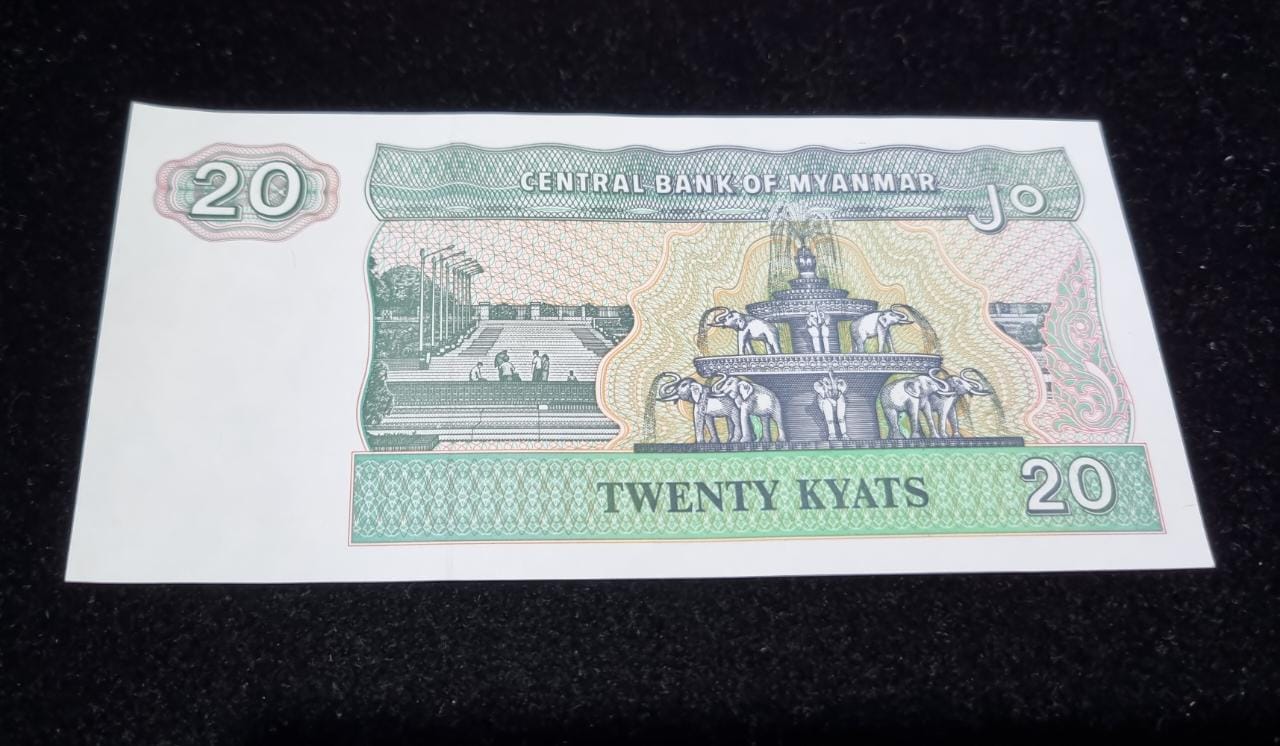 20
CENTRAL BANK OF MYANMAR
၂၀
TWENTY KYATS
20